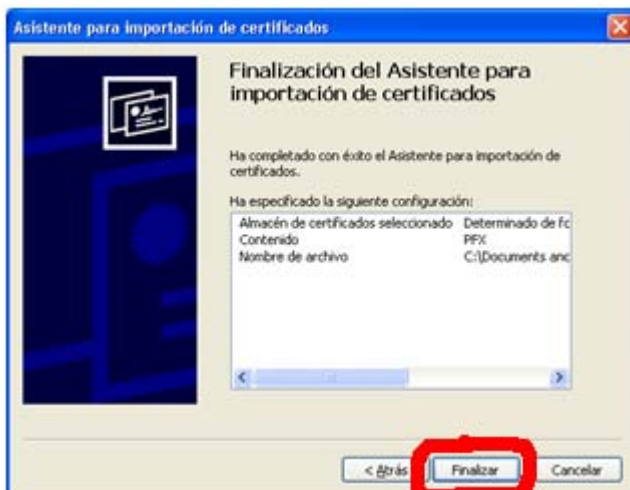 Asistente para importación de certificados
Finalización del Asistente para
importación de certificados
Ha completado con éxito el Asistente para importación de
certificados.
Ha especificado la siguiente configuración:
Almacén de certificados seleccionado Determinado de fc
Contenido PFX
Nombre de archivo C:\Documents anc
< Atrás Finalizar Cancelar